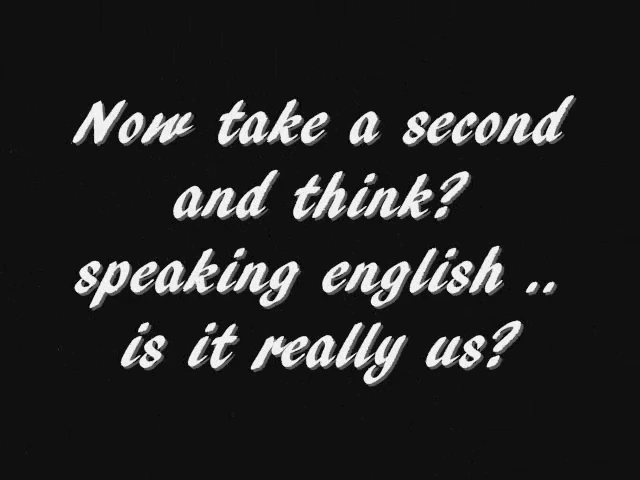 Now take a second
and think?
speaking english ..
is it really us?